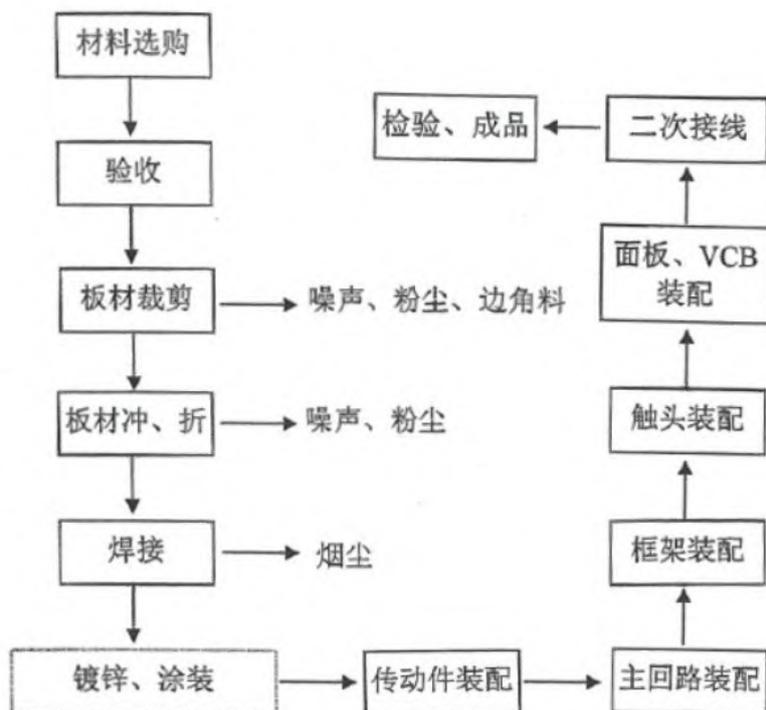 材料选购
验收
板材裁剪
噪声、粉尘、边角料
板材冲、折
噪声、粉尘
焊接
烟尘
镀锌、涂装
传动件装配
主回路装配
框架装配
触头装配
面板、VCB
装配
二次接线
检验、成品